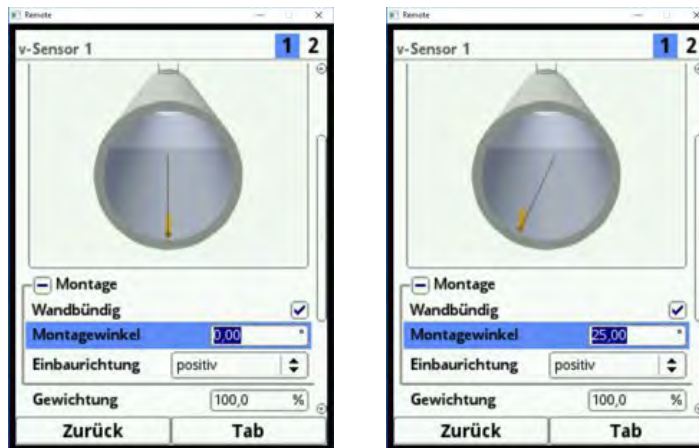 Remote
v-Sensor 1 1 2
Montage
Wandbündig
Montagewinkel 0,00 °
Einbaurichtung positiv
Gewichtung 100,0 %
Zurück Tab
Remote
v-Sensor 1 1 2
Montage
Wandbündig
Montagewinkel 25,00 °
Einbaurichtung positiv
Gewichtung 100,0 %
Zurück Tab